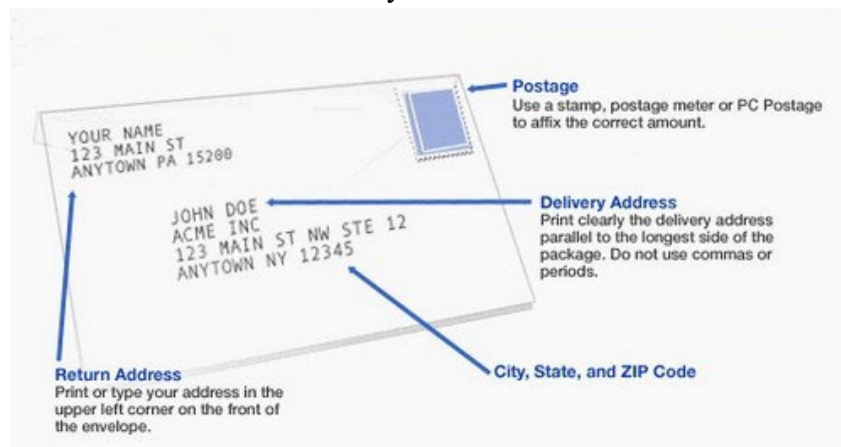 Postage
Use a stamp, postage meter or PC Postage
to affix the correct amount.
YOUR NAME
123 MAIN ST
ANYTOWN PA 15200
JOHN DOE
ACME INC
123 MAIN ST NW STE 12
ANYTOWN NY 12345
Delivery Address
Print clearly the delivery address
parallel to the longest side of the
package. Do not use commas or
periods.
City, State, and ZIP Code
Return Address
Print or type your address in the
upper left corner on the front of
the envelope.